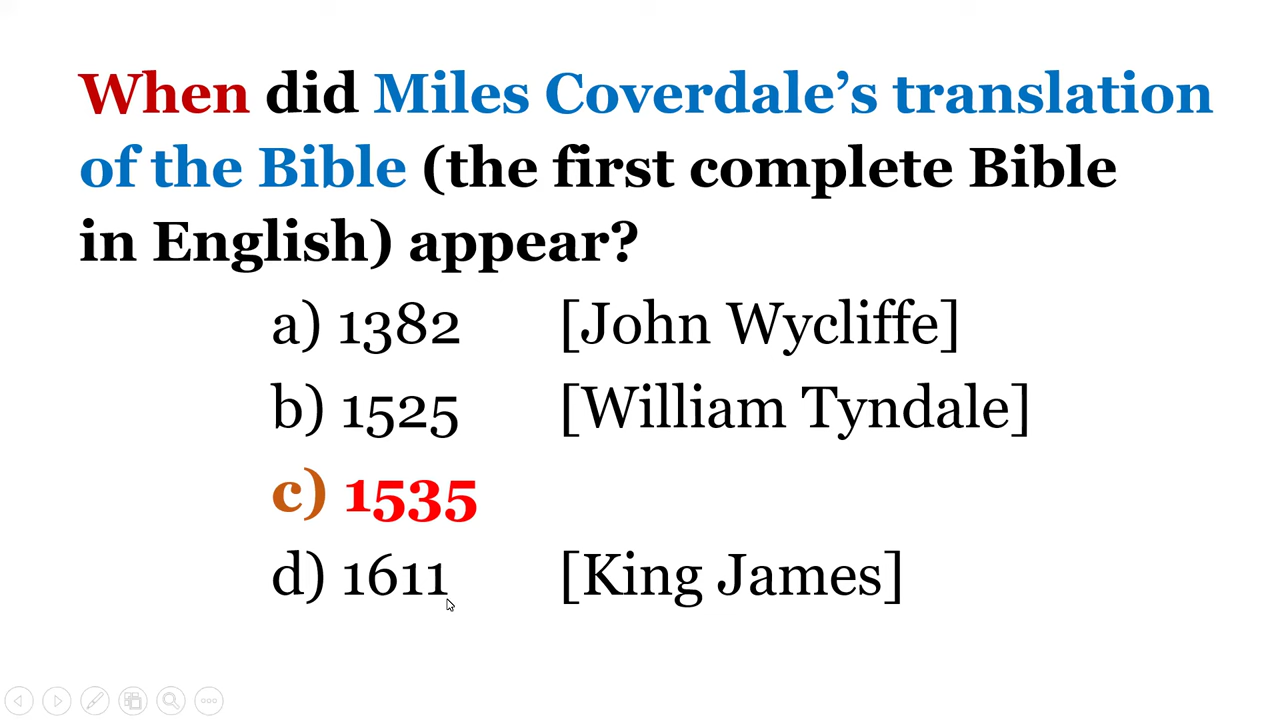 When did Miles Coverdale’s translation
of the Bible (the first complete Bible
in English) appear?
a) 1382 [John Wycliffe]
b) 1525 [William Tyndale]
c) 1535
d) 1611 [King James]